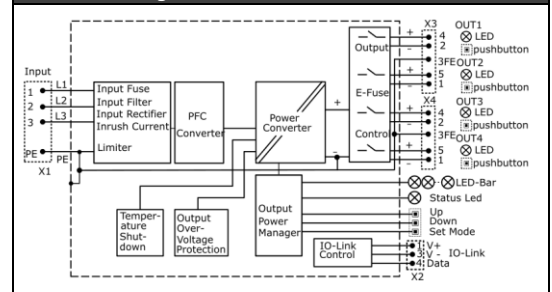 X3
OUT1
+ 4 LED
Output
- 2 pushbutton
3FE OUT2
+ 5 LED
- 1 pushbutton
E-Fuse
X4
OUT3
+ 4 LED
- 2 pushbutton
Control
3FE OUT4
+ 5 LED
- 1 pushbutton
Input
1 L1
2 L2
3 L3
PE PE
X1
Input Fuse
Input Filter
Input Rectifier
Inrush Current-
Limiter
PFC
Converter
Power
Converter
+
-
LED-Bar
Status Led
Up
Down
Set Mode
Temper-
ature
Shut-
down
Output
Over-
Voltage
Protection
Output
Power
Manager
IO-Link
Control
1 V+
3 V - IO-Link
4 Data
X2